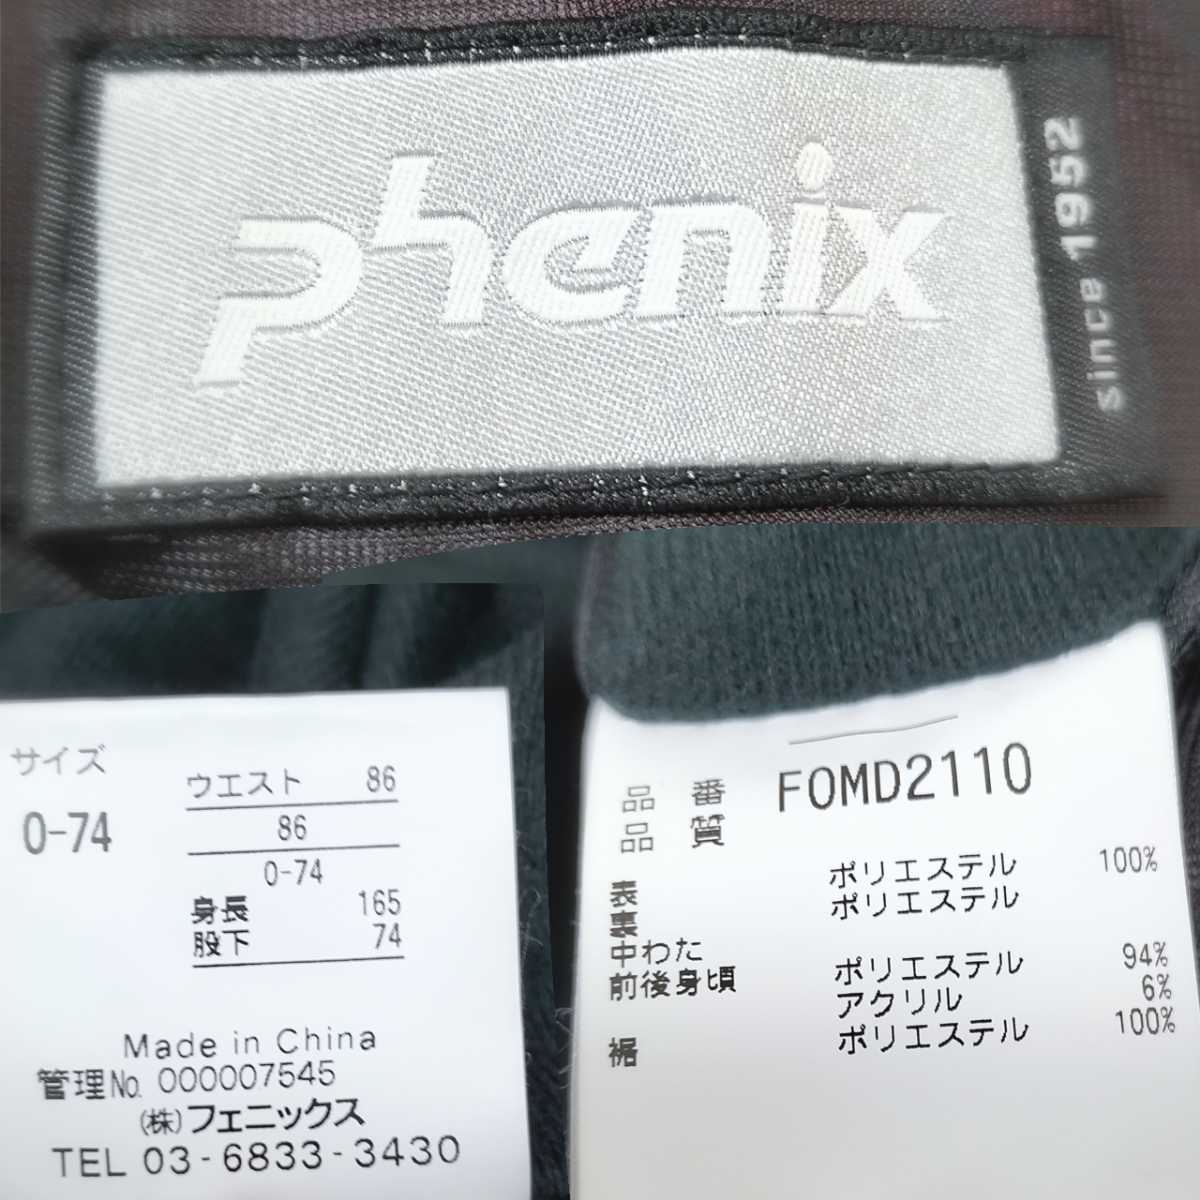 phenix
since 1952
サイズ
0-74
ウエスト 86
86
0-74
身長 165
股下 74
Made in China
管理No. 000007545
(株)フェニックス
TEL 03-6833-3430
品番 FOMD2110
品質
表 ポリエステル 100%
裏 ポリエステル
中わた
前後身頃 ポリエステル 94%
アクリル 6%
裾 ポリエステル 100%